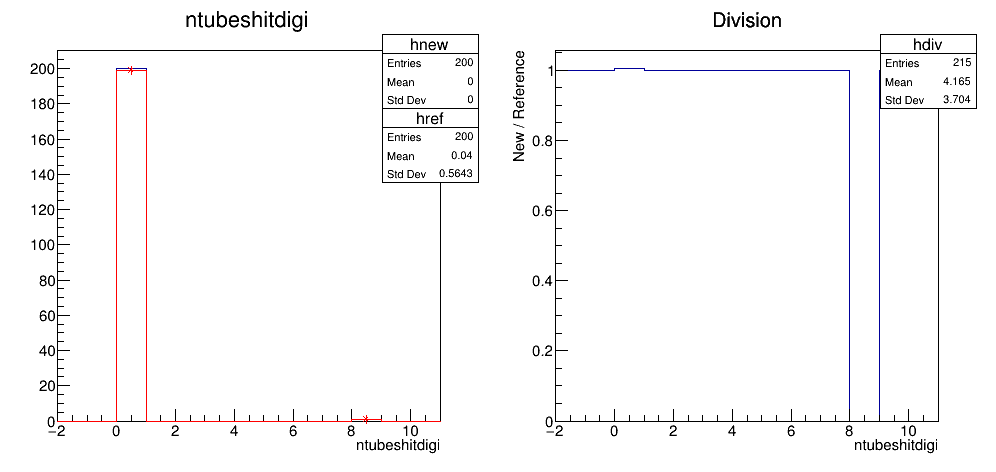 ntubeshitdigi
hnew
Entries 200
Mean 0
Std Dev 0
href
Entries 200
Mean 0.04
Std Dev 0.5643
200
180
160
140
120
100
80
60
40
20
0
−2 0 2 4 6 8 10
ntubeshitdigi
Division
hdiv
Entries 215
Mean 4.165
Std Dev 3.704
New / Reference
1
0.8
0.6
0.4
0.2
0
−2 0 2 4 6 8 10
ntubeshitdigi